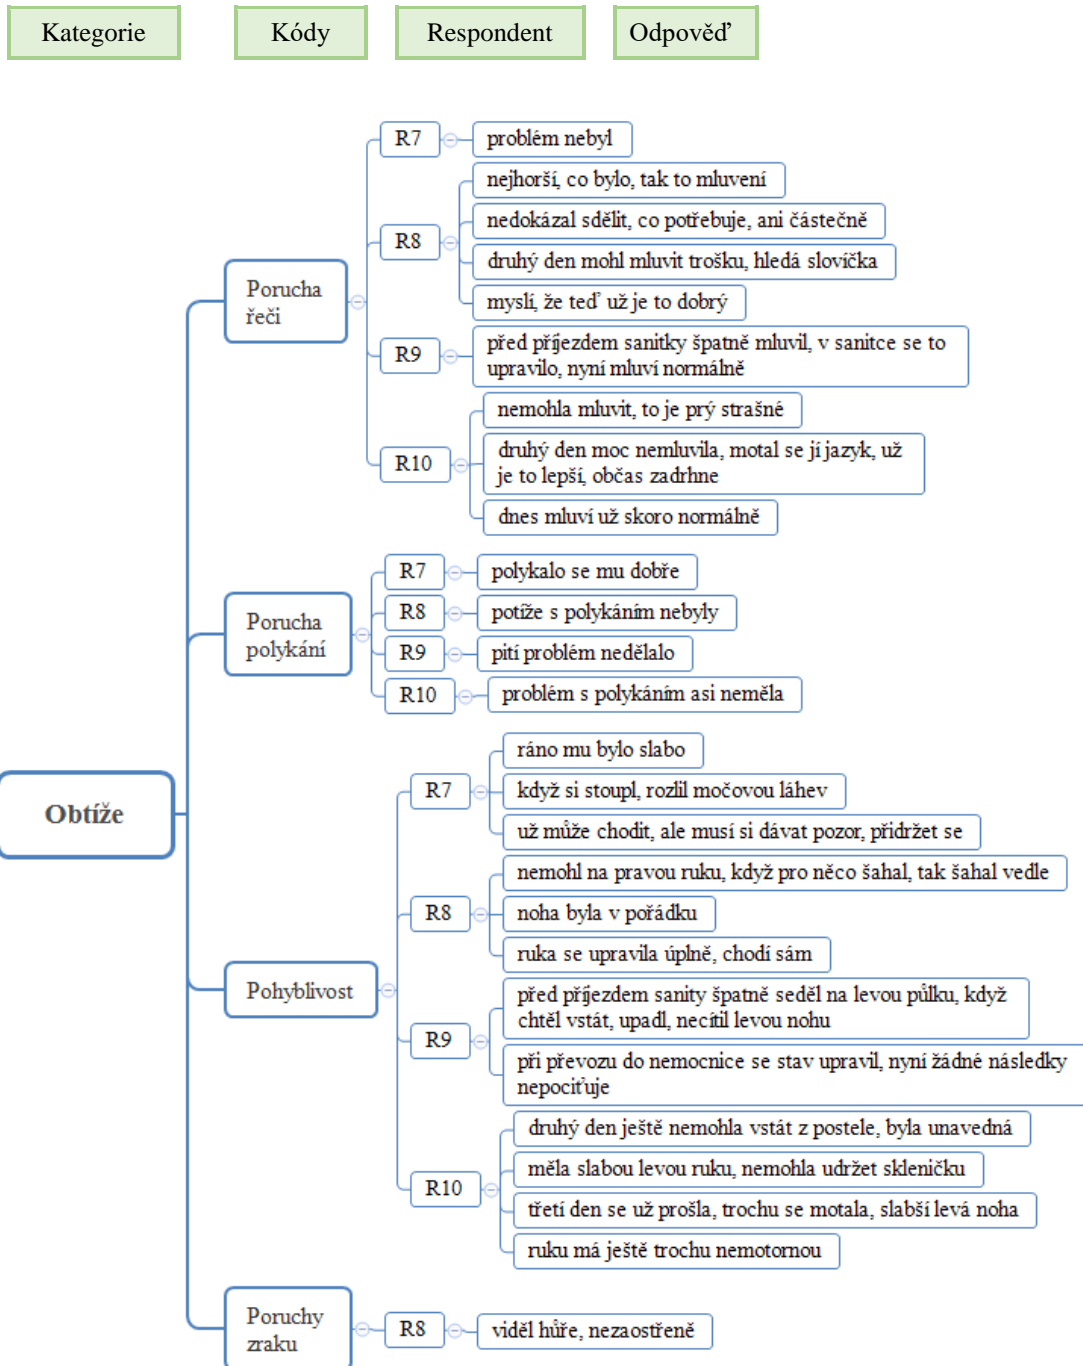 Kategorie
Kódy
Respondent
Odpověď
Obtíže
Porucha
řeči
R7
problém nebyl
R8
nejhorší, co bylo, tak to mluvení
nedokázal sdělit, co potřebuje, ani částečně
druhý den mohl mluvit trošku, hledá slovíčka
myslí, že teď už je to dobrý
R9
před příjezdem sanitky špatně mluvil, v sanitce se to
upravilo, nyní mluví normálně
R10
nemohla mluvit, to je prý strašné
druhý den moc nemluvila, motal se jí jazyk, už
je to lepší, občas zadrhne
dnes mluví už skoro normálně
Porucha
polykání
R7
polykalo se mu dobře
R8
potíže s polykáním nebyly
R9
pití problém nedělalo
R10
problém s polykáním asi neměla
Pohyblivost
R7
ráno mu bylo slabo
když si stoupl, rozlil močovou láhev
už může chodit, ale musí si dávat pozor, přidržet se
R8
nemohl na pravou ruku, když pro něco šahal, tak šahal vedle
noha byla v pořádku
ruka se upravila úplně, chodí sám
R9
před příjezdem sanity špatně seděl na levou půlku, když
chtěl vstát, upadl, necítil levou nohu
při převozu do nemocnice se stav upravil, nyní žádné následky
nepociťuje
R10
druhý den ještě nemohla vstát z postele, byla unavedná
měla slabou levou ruku, nemohla udržet skleničku
třetí den se už prošla, trochu se motala, slabší levá noha
ruku má ještě trochu nemotornou
Poruchy
zraku
R8
viděl hůře, nezaostřeně